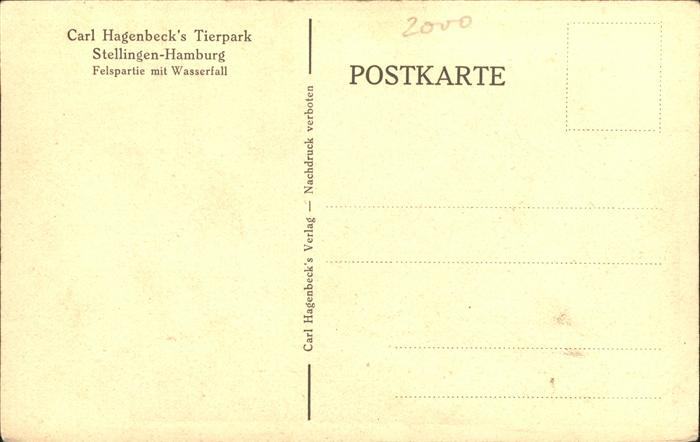 Carl Hagenbeck's Tierpark
Stellingen-Hamburg
Felspartie mit Wasserfall
Carl Hagenbeck's Verlag — Nachdruck verboten
2000
POSTKARTE